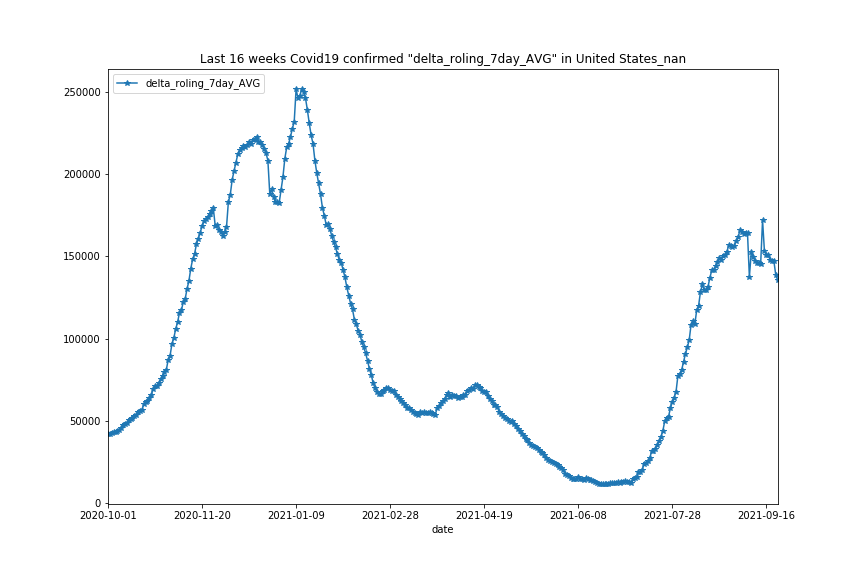 Last 16 weeks Covid19 confirmed "delta_roling_7day_AVG" in United States_nan
delta_roling_7day_AVG
250000
200000
150000
100000
50000
0
2020-10-01 2020-11-20 2021-01-09 2021-02-28 2021-04-19 2021-06-08 2021-07-28 2021-09-16
date